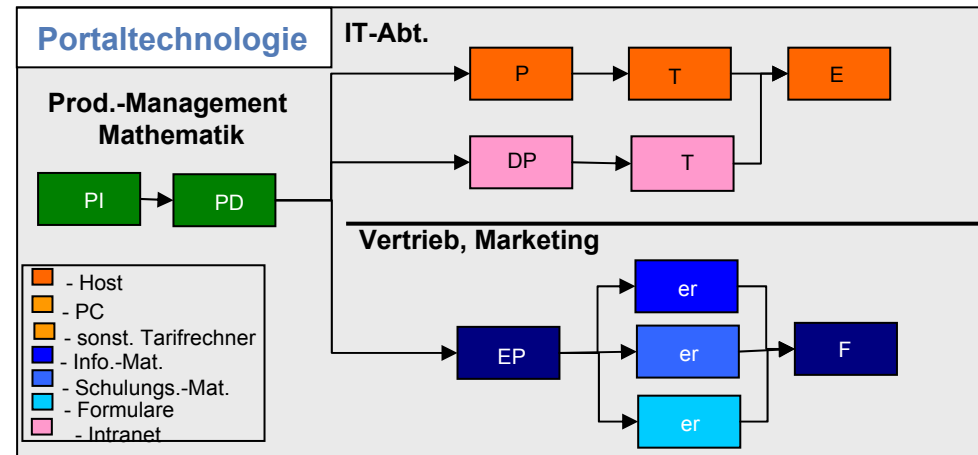 Portaltechnologie
IT-Abt.
P
T
E
Prod.-Management
Mathematik
DP
T
PI
PD
Vertrieb, Marketing
- Host
- PC
- sonst. Tarifrechner
- Info.-Mat.
- Schulungs.-Mat.
- Formulare
- Intranet
er
EP
er
F
er